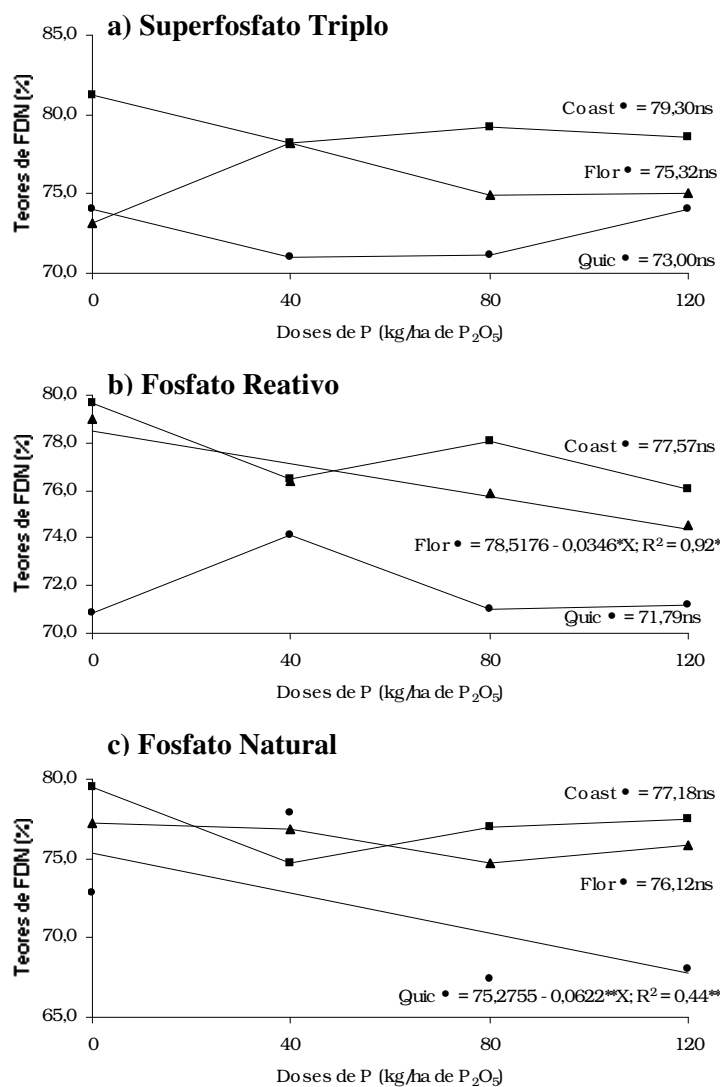 a) Superfosfato Triplo
85,0
80,0
75,0
70,0
Teores de FDN (%)
Coast • = 79,30ns
Flor • = 75,32ns
Quic • = 73,00ns
0 40 80 120
Doses de P (kg/ha de P₂O₅)
b) Fosfato Reativo
80,0
78,0
76,0
74,0
72,0
70,0
Teores de FDN (%)
Coast • = 77,57ns
Flor • = 78,5176 - 0,0346*X; R² = 0,92*
Quic • = 71,79ns
0 40 80 120
Doses de P (kg/ha de P₂O₅)
c) Fosfato Natural
80,0
75,0
70,0
65,0
Teores de FDN (%)
Coast • = 77,18ns
Flor • = 76,12ns
Quic • = 75,2755 - 0,0622**X; R² = 0,44**
0 40 80 120
Doses de P (kg/ha de P₂O₅)